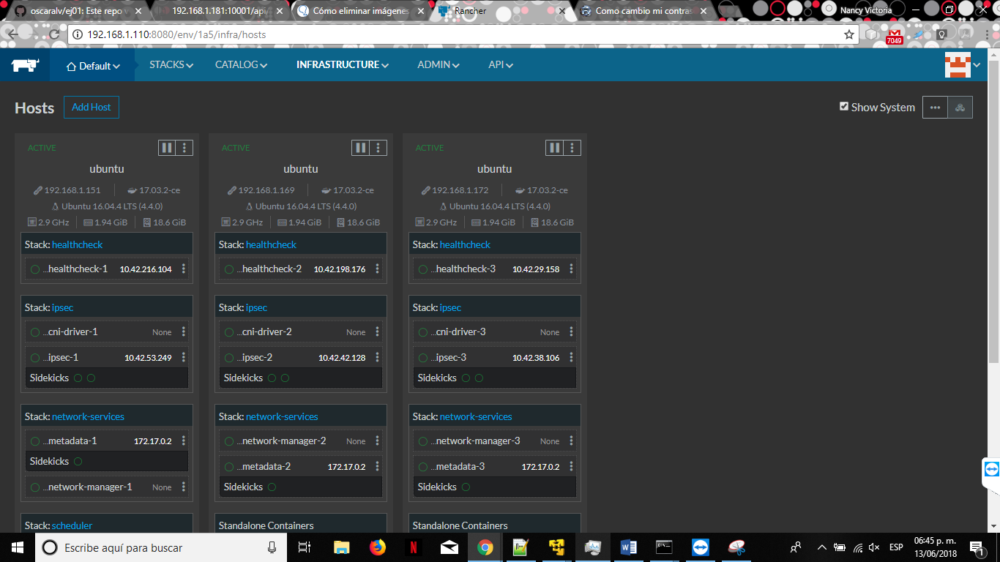 oscaralv/ej01: Este repo v
192.168.1.181:10001/api/
Cómo eliminar imágenes
Rancher
Como cambio mi contras
Nancy Victoria
192.168.1.110:8080/env/1a5/infra/hosts
7049
Default STACKS CATALOG INFRASTRUCTURE ADMIN API
Hosts Add Host Show System
ACTIVE
ubuntu
192.168.1.151 17.03.2-ce
Ubuntu 16.04.4 LTS (4.4.0)
2.9 GHz 1.94 GiB 18.6 GiB
Stack: healthcheck
...healthcheck-1 10.42.216.104
Stack: ipsec
...cni-driver-1 None
...ipsec-1 10.42.53.249
Sidekicks
Stack: network-services
...metadata-1 172.17.0.2
Sidekicks
...network-manager-1 None
Stack: scheduler
ACTIVE
ubuntu
192.168.1.169 17.03.2-ce
Ubuntu 16.04.4 LTS (4.4.0)
2.9 GHz 1.94 GiB 18.6 GiB
Stack: healthcheck
...healthcheck-2 10.42.198.176
Stack: ipsec
...cni-driver-2 None
...ipsec-2 10.42.42.128
Sidekicks
Stack: network-services
...network-manager-2 None
...metadata-2 172.17.0.2
Sidekicks
Standalone Containers
ACTIVE
ubuntu
192.168.1.172 17.03.2-ce
Ubuntu 16.04.4 LTS (4.4.0)
2.9 GHz 1.94 GiB 18.6 GiB
Stack: healthcheck
...healthcheck-3 10.42.29.158
Stack: ipsec
...cni-driver-3 None
...ipsec-3 10.42.38.106
Sidekicks
Stack: network-services
...network-manager-3 None
...metadata-3 172.17.0.2
Sidekicks
Standalone Containers
Escribe aquí para buscar
ESP
06:45 p. m.
13/06/2018
1